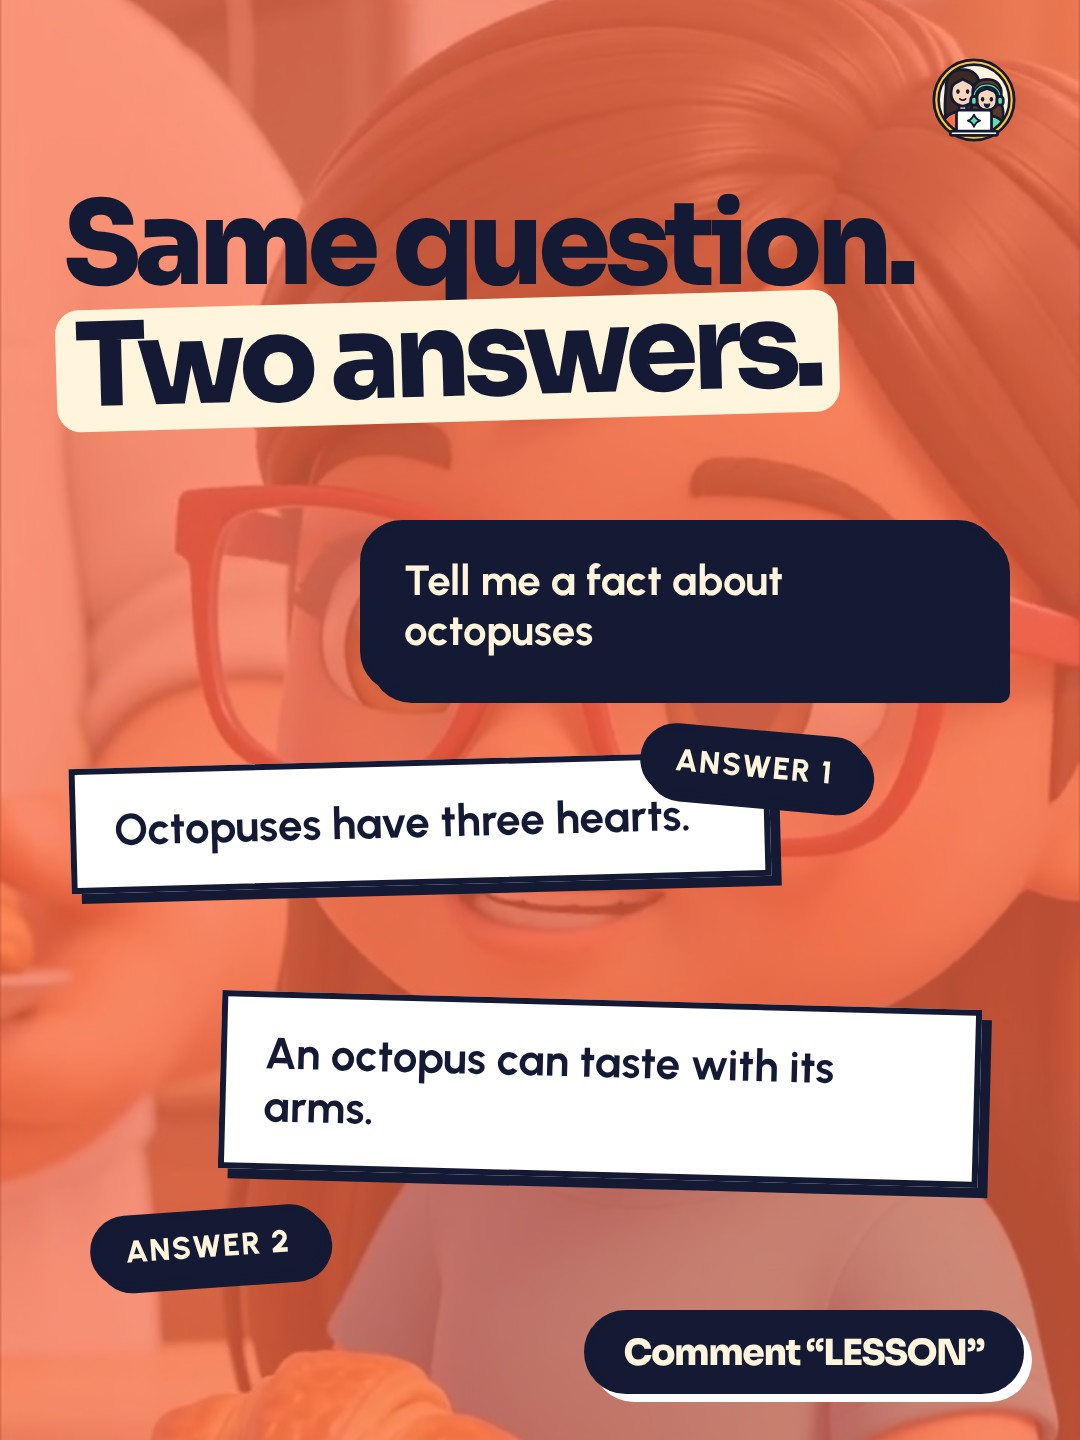 Same question.
Two answers.
Tell me a fact about
octopuses
ANSWER 1
Octopuses have three hearts.
An octopus can taste with its
arms.
ANSWER 2
Comment “LESSON”